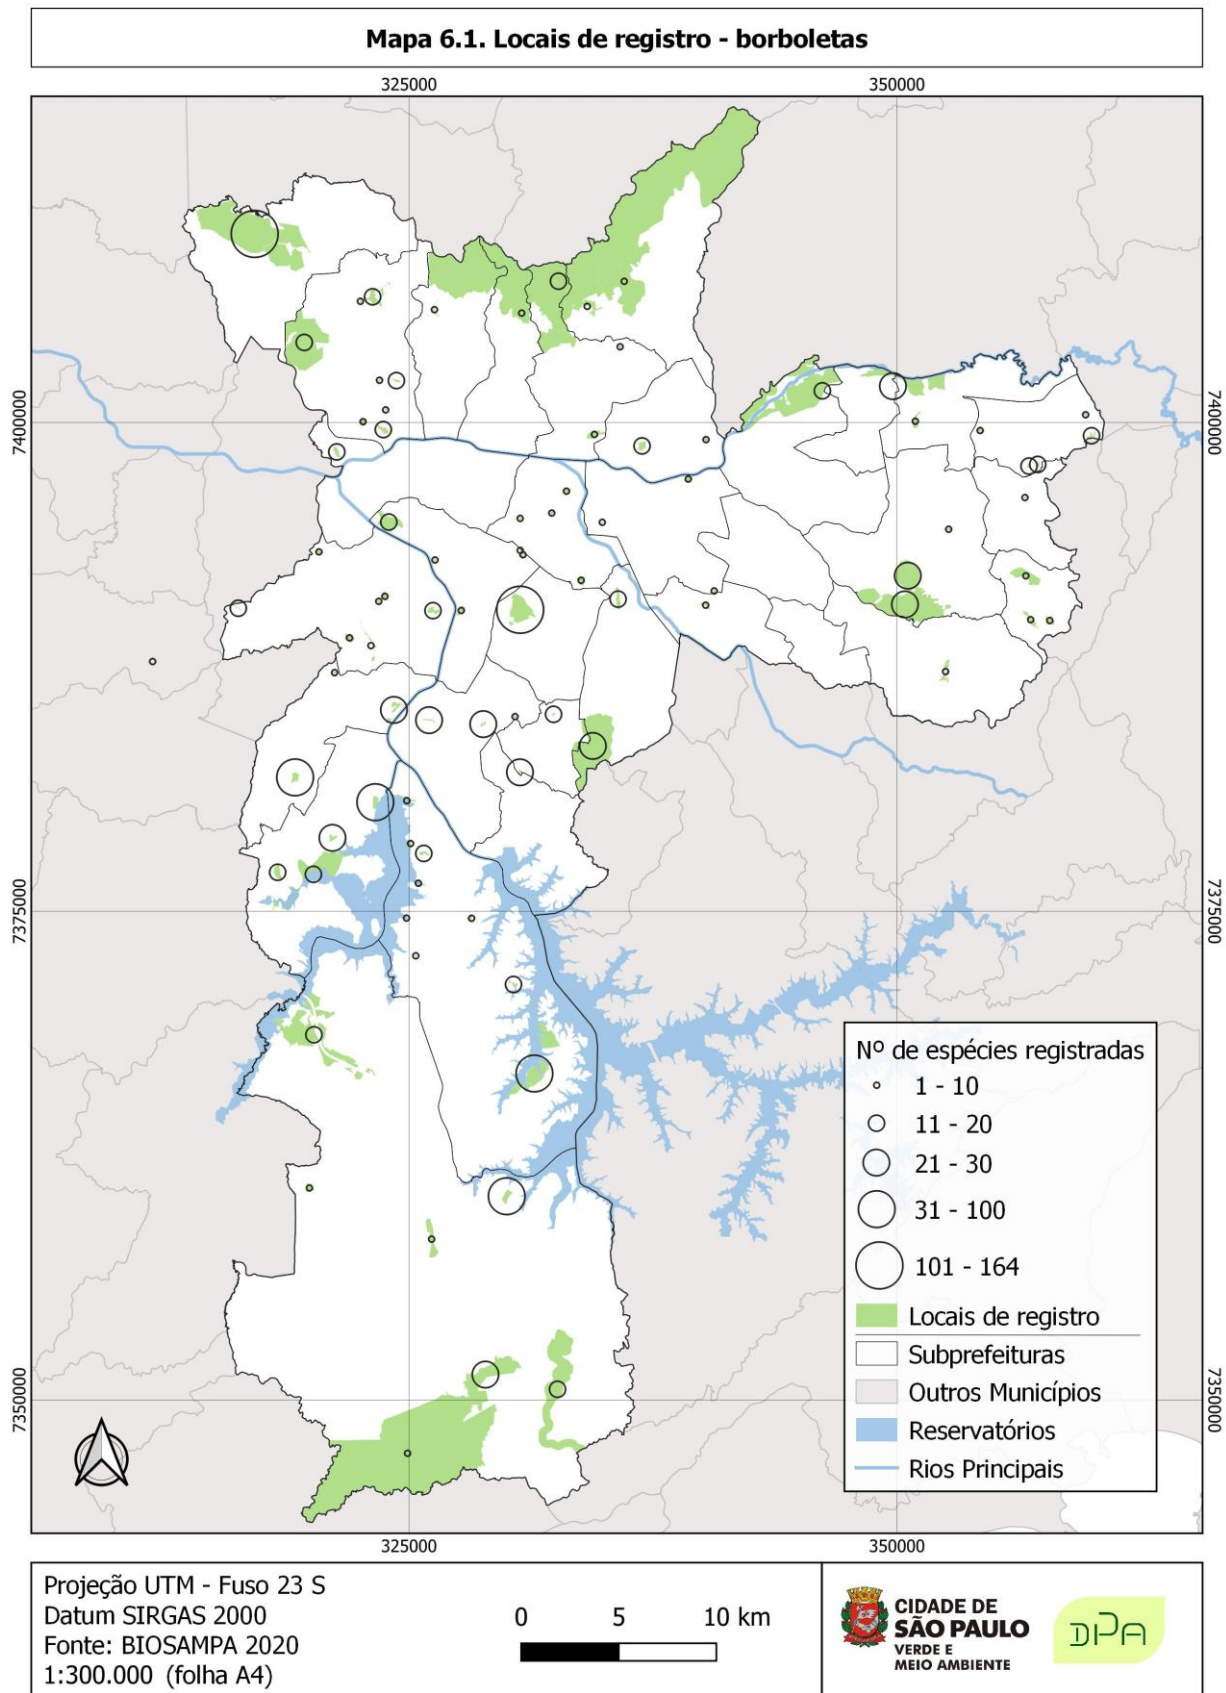 Mapa 6.1. Locais de registro - borboletas
325000
350000
7400000
7400000
7375000
7375000
7350000
7350000
Nº de espécies registradas
1 - 10
11 - 20
21 - 30
31 - 100
101 - 164
Locais de registro
Subprefeituras
Outros Municípios
Reservatórios
Rios Principais
325000
350000
Projeção UTM - Fuso 23 S
Datum SIRGAS 2000
Fonte: BIOSAMPA 2020
1:300.000 (folha A4)
0 5 10 km
CIDADE DE
SÃO PAULO
VERDE E
MEIO AMBIENTE
DPA